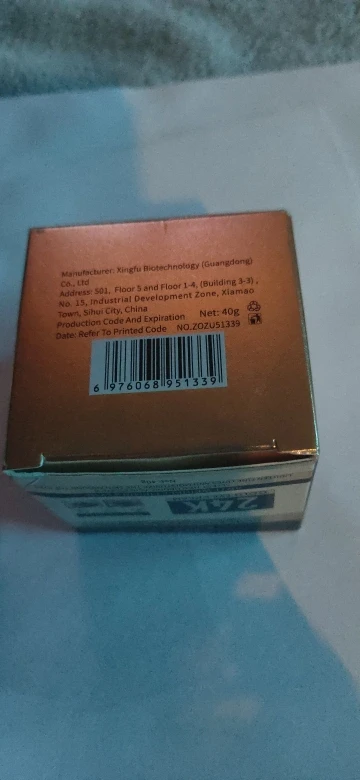 Manufacturer: Xingfu Biotechnology (Guangdong)
Co., Ltd
Address: 501, Floor 5 and Floor 1-4, (Building 3-3),
No. 15, Industrial Development Zone, Xiamao
Town, Sihui City, China
Production Code And Expiration Net: 40g
Date: Refer To Printed Code NO.ZOZU51339
6 976068 951339
24K